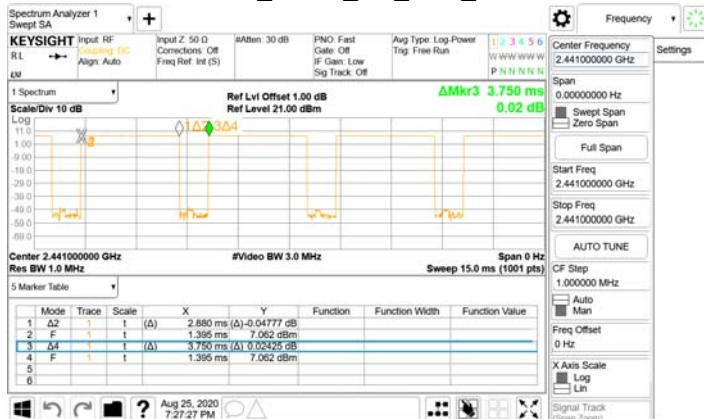 Spectrum Analyzer 1
Swept SA
+
Frequency
KEYSIGHT
RL
Input: RF
Coupling: DC
Align: Auto
Input Z: 50 Ω
Corrections: Off
Freq Ref: Int (S)
#Atten: 30 dB
PNO: Fast
Gate: Off
IF Gain: Low
Sig Track: Off
Avg Type: Log-Power
Trig: Free Run
1 2 3 4 5 6
W W W W W W
P N N N N N
1 Spectrum
Scale/Div 10 dB
Ref Lvl Offset 1.00 dB
Ref Level 21.00 dBm
ΔMkr3 3.750 ms
0.02 dB
Log
11.0
1.00
-9.00
-19.0
-29.0
-39.0
-49.0
-59.0
-69.0
1Δ2 3Δ4
Center 2.441000000 GHz
Res BW 1.0 MHz
#Video BW 3.0 MHz
Span 0 Hz
Sweep 15.0 ms (1001 pts)
5 Marker Table
Mode Trace Scale X Y Function Function Width Function Value
1 Δ2 1 t (Δ) 2.880 ms (Δ) -0.04777 dB
2 F 1 t 1.395 ms 7.062 dBm
3 Δ4 1 t (Δ) 3.750 ms (Δ) 0.02425 dB
4 F 1 t 1.395 ms 7.062 dBm
5
6
?
Aug 25, 2020
7:27:27 PM
Center Frequency
2.441000000 GHz
Settings
Span
0.00000000 Hz
Swept Span
Zero Span
Full Span
Start Freq
2.441000000 GHz
Stop Freq
2.441000000 GHz
AUTO TUNE
CF Step
1.000000 MHz
Auto
Man
Freq Offset
0 Hz
X Axis Scale
Log
Lin
Signal Track
(Span Zoom)